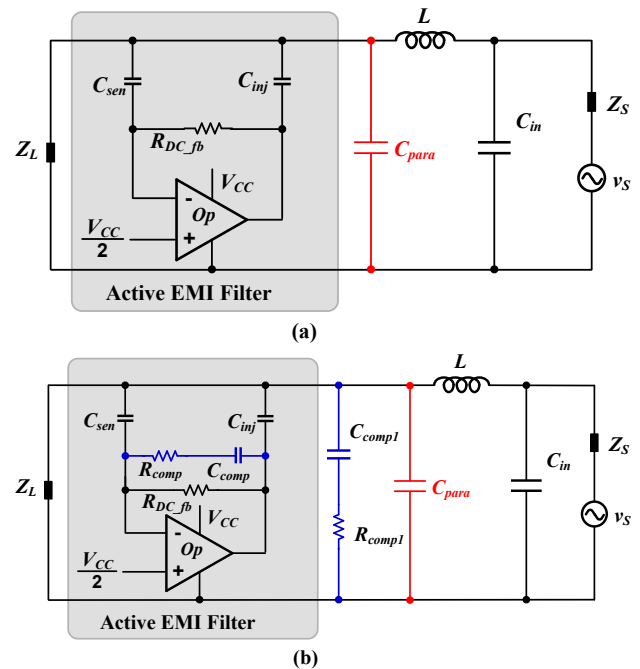 L
C_sen
C_inj
C_in
Z_S
R_DC_fb
Z_L
C_para
V_CC
Op
v_S
-
V_CC/2
+
Active EMI Filter
(a)
L
C_sen
C_inj
C_comp1
Z_S
R_comp
C_comp
C_in
Z_L
R_DC_fb
C_para
V_CC
R_comp1
v_S
-
Op
V_CC/2
+
Active EMI Filter
(b)